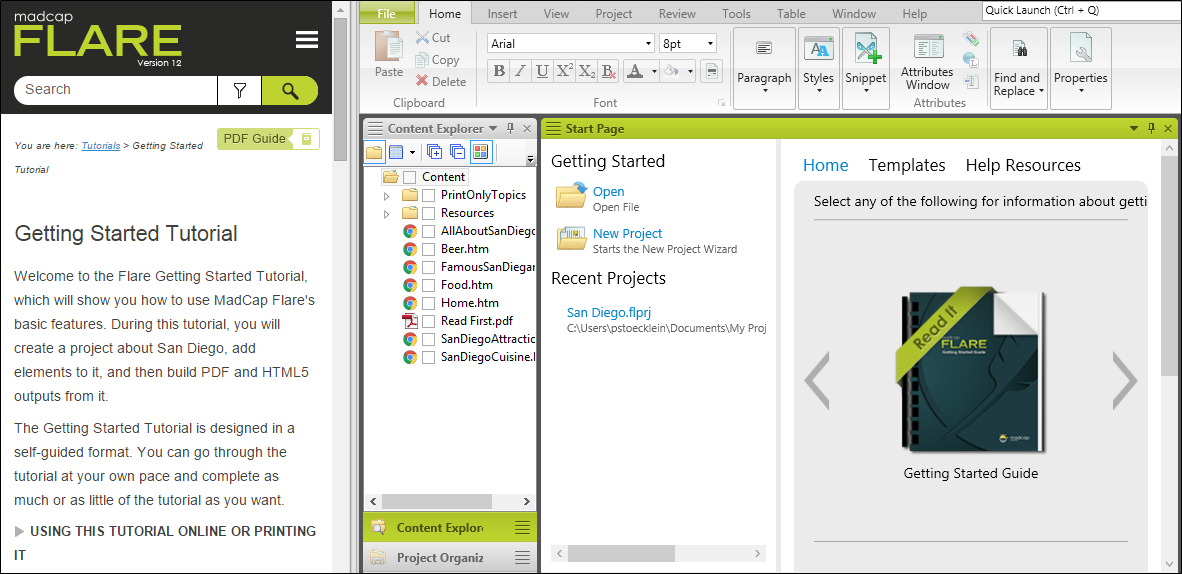 madcap
FLARE
Version 12
Search
You are here: Tutorials > Getting Started
Tutorial
PDF Guide
Getting Started Tutorial
Welcome to the Flare Getting Started Tutorial,
which will show you how to use MadCap Flare's
basic features. During this tutorial, you will
create a project about San Diego, add
elements to it, and then build PDF and HTML5
outputs from it.
The Getting Started Tutorial is designed in a
self-guided format. You can go through the
tutorial at your own pace and complete as
much or as little of the tutorial as you want.
USING THIS TUTORIAL ONLINE OR PRINTING
IT
File Home Insert View Project Review Tools Table Window Help
Quick Launch (Ctrl + Q)
Paste
Cut
Copy
Delete
Clipboard
Arial
8pt
B I U X² X₂ B A
Font
Paragraph
Styles
Snippet
Attributes
Window
Attributes
Find and
Replace
Properties
Content Explorer
Content
PrintOnlyTopics
Resources
AllAboutSanDiego
Beer.htm
FamousSanDiegan
Food.htm
Home.htm
Read First.pdf
SanDiegoAttractic
SanDiegoCuisine.l
Content Explor
Project Organiz
Start Page
Getting Started
Open
Open File
New Project
Starts the New Project Wizard
Recent Projects
San Diego.flprj
C:\Users\pstoecklein\Documents\My Proj
Home Templates Help Resources
Select any of the following for information about getti
Read It
FLARE
Getting Started Guide
madcap
Getting Started Guide